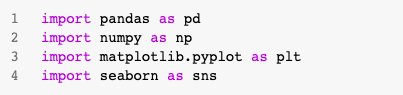 1 import pandas as pd
2 import numpy as np
3 import matplotlib.pyplot as plt
4 import seaborn as sns